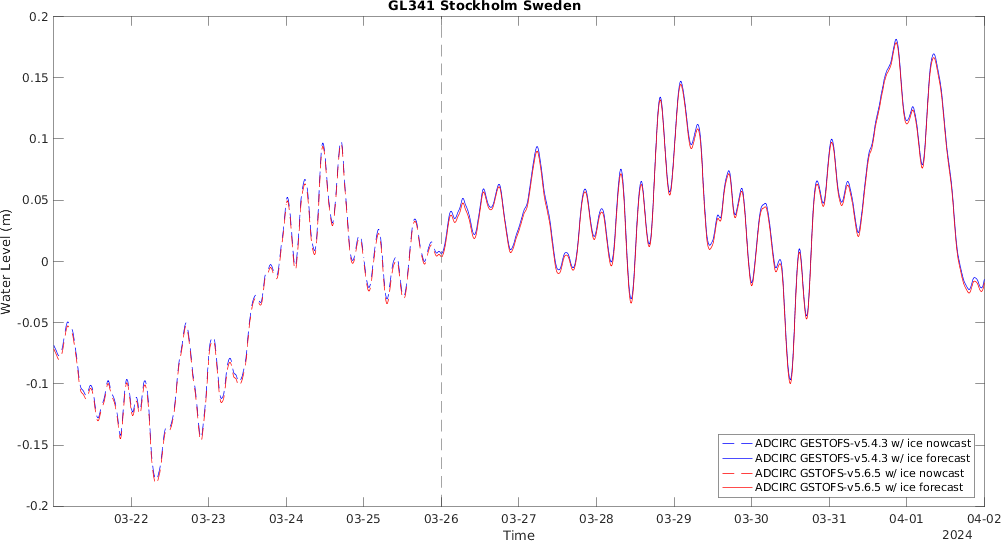 GL341 Stockholm Sweden
0.2
0.15
0.1
0.05
0
-0.05
-0.1
-0.15
-0.2
Water Level (m)
ADCIRC GESTOFS-v5.4.3 w/ ice nowcast
ADCIRC GESTOFS-v5.4.3 w/ ice forecast
ADCIRC GSTOFS-v5.6.5 w/ ice nowcast
ADCIRC GSTOFS-v5.6.5 w/ ice forecast
03-22 03-23 03-24 03-25 03-26 03-27 03-28 03-29 03-30 03-31 04-01 04-02
Time
2024